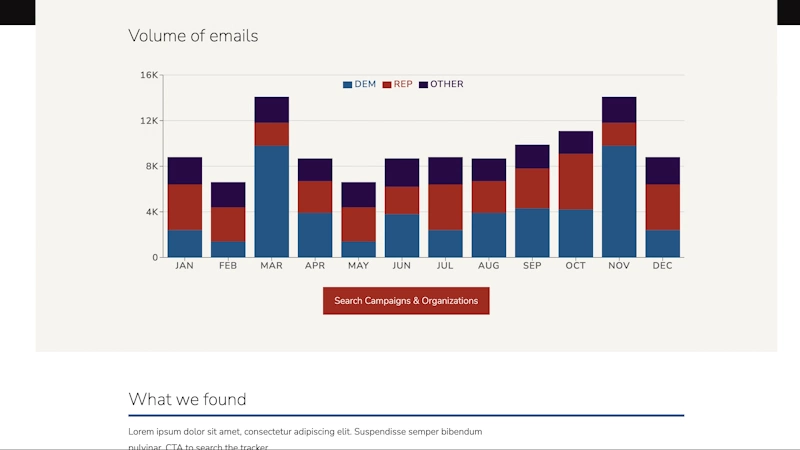 Volume of emails
DEM REP OTHER
16K
12K
8K
4K
0
JAN FEB MAR APR MAY JUN JUL AUG SEP OCT NOV DEC
Search Campaigns & Organizations
What we found
Lorem ipsum dolor sit amet, consectetur adipiscing elit. Suspendisse semper bibendum
pulvinar. CTA to search the tracker